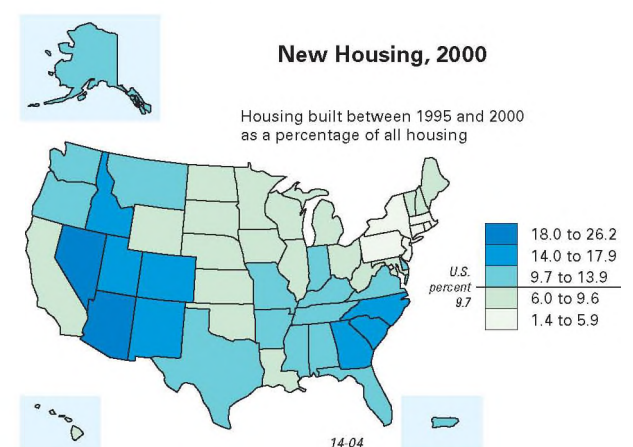 New Housing, 2000
Housing built between 1995 and 2000
as a percentage of all housing
18.0 to 26.2
14.0 to 17.9
9.7 to 13.9
U.S.
percent
9.7
6.0 to 9.6
1.4 to 5.9
14-04